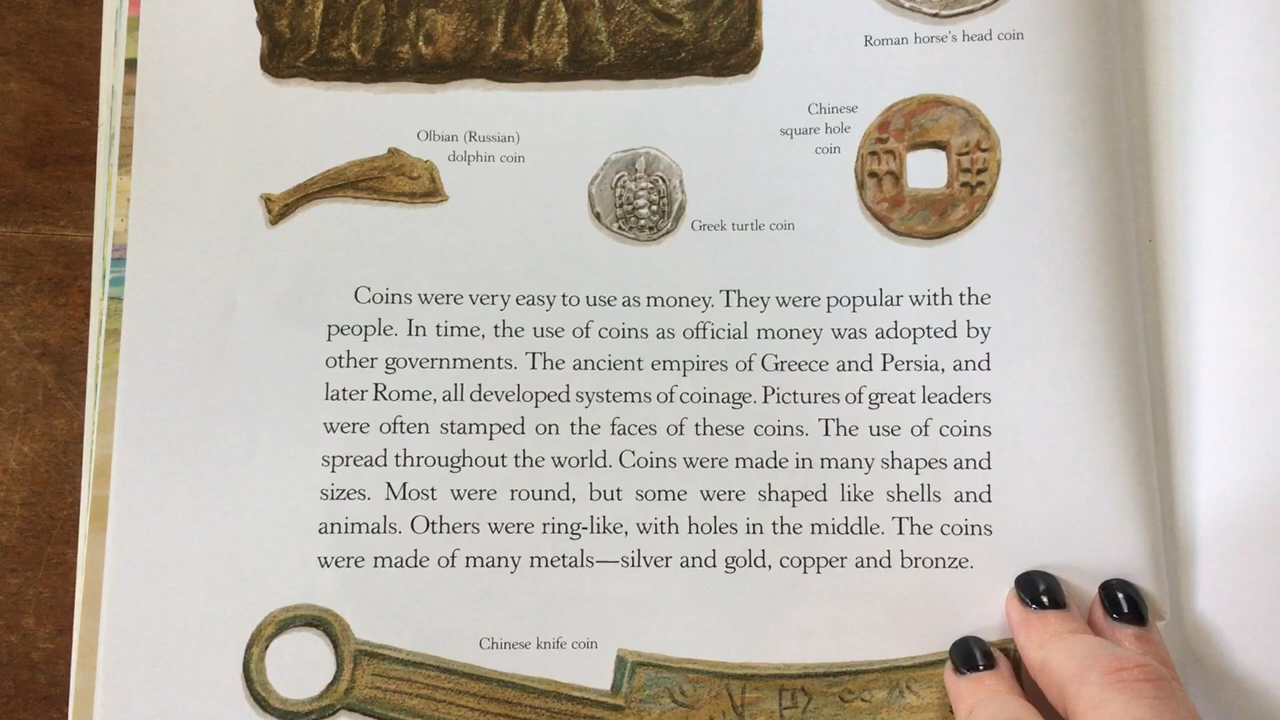 Roman horse's head coin
Chinese
square hole
coin
Olbian (Russian)
dolphin coin
Greek turtle coin
Coins were very easy to use as money. They were popular with the
people. In time, the use of coins as official money was adopted by
other governments. The ancient empires of Greece and Persia, and
later Rome, all developed systems of coinage. Pictures of great leaders
were often stamped on the faces of these coins. The use of coins
spread throughout the world. Coins were made in many shapes and
sizes. Most were round, but some were shaped like shells and
animals. Others were ring-like, with holes in the middle. The coins
were made of many metals—silver and gold, copper and bronze.
Chinese knife coin